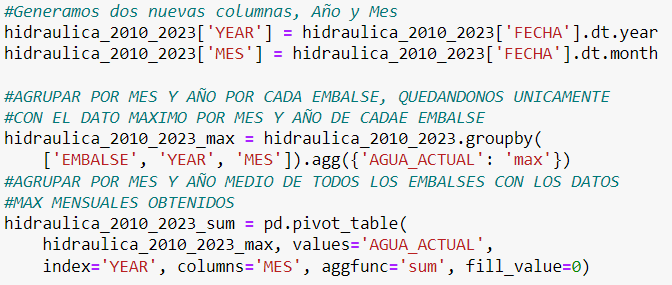 #Generamos dos nuevas columnas, Año y Mes
hidraulica_2010_2023['YEAR'] = hidraulica_2010_2023['FECHA'].dt.year
hidraulica_2010_2023['MES'] = hidraulica_2010_2023['FECHA'].dt.month

#AGRUPAR POR MES Y AÑO POR CADA EMBALSE, QUEDANDONOS UNICAMENTE
#CON EL DATO MAXIMO POR MES Y AÑO DE CADAE EMBALSE
hidraulica_2010_2023_max = hidraulica_2010_2023.groupby(
    ['EMBALSE', 'YEAR', 'MES']).agg({'AGUA_ACTUAL': 'max'})
#AGRUPAR POR MES Y AÑO MEDIO DE TODOS LOS EMBALSES CON LOS DATOS
#MAX MENSUALES OBTENIDOS
hidraulica_2010_2023_sum = pd.pivot_table(
    hidraulica_2010_2023_max, values='AGUA_ACTUAL',
    index='YEAR', columns='MES', aggfunc='sum', fill_value=0)